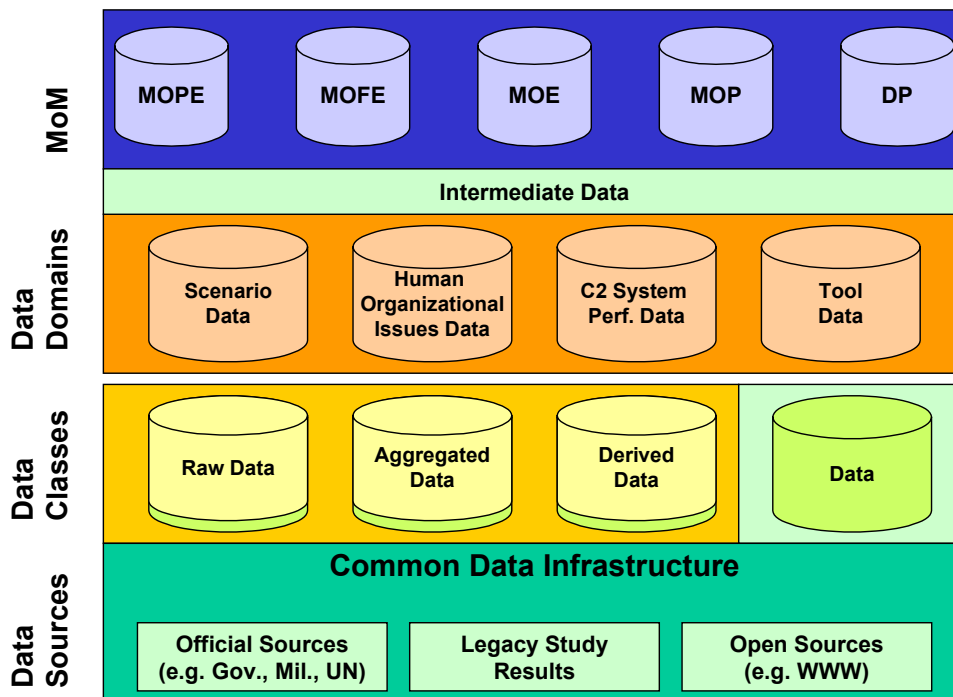 MoM
MOPE
MOFE
MOE
MOP
DP
Intermediate Data
Data
Domains
Scenario
Data
Human
Organizational
Issues Data
C2 System
Perf. Data
Tool
Data
Data
Classes
Raw Data
Aggregated
Data
Derived
Data
Data
Data
Sources
Common Data Infrastructure
Official Sources
(e.g. Gov., Mil., UN)
Legacy Study
Results
Open Sources
(e.g. WWW)